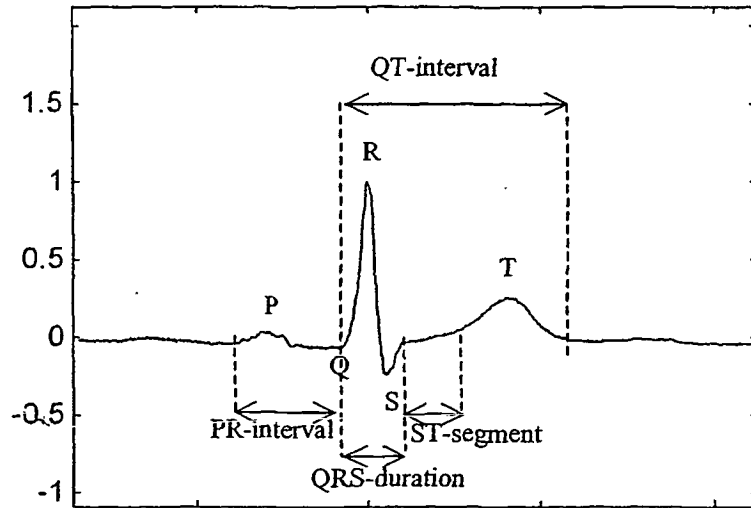 QT-interval
1.5
R
1
0.5
T
P
0
Q
S
-0.5
PR-interval
ST-segment
QRS-duration
-1